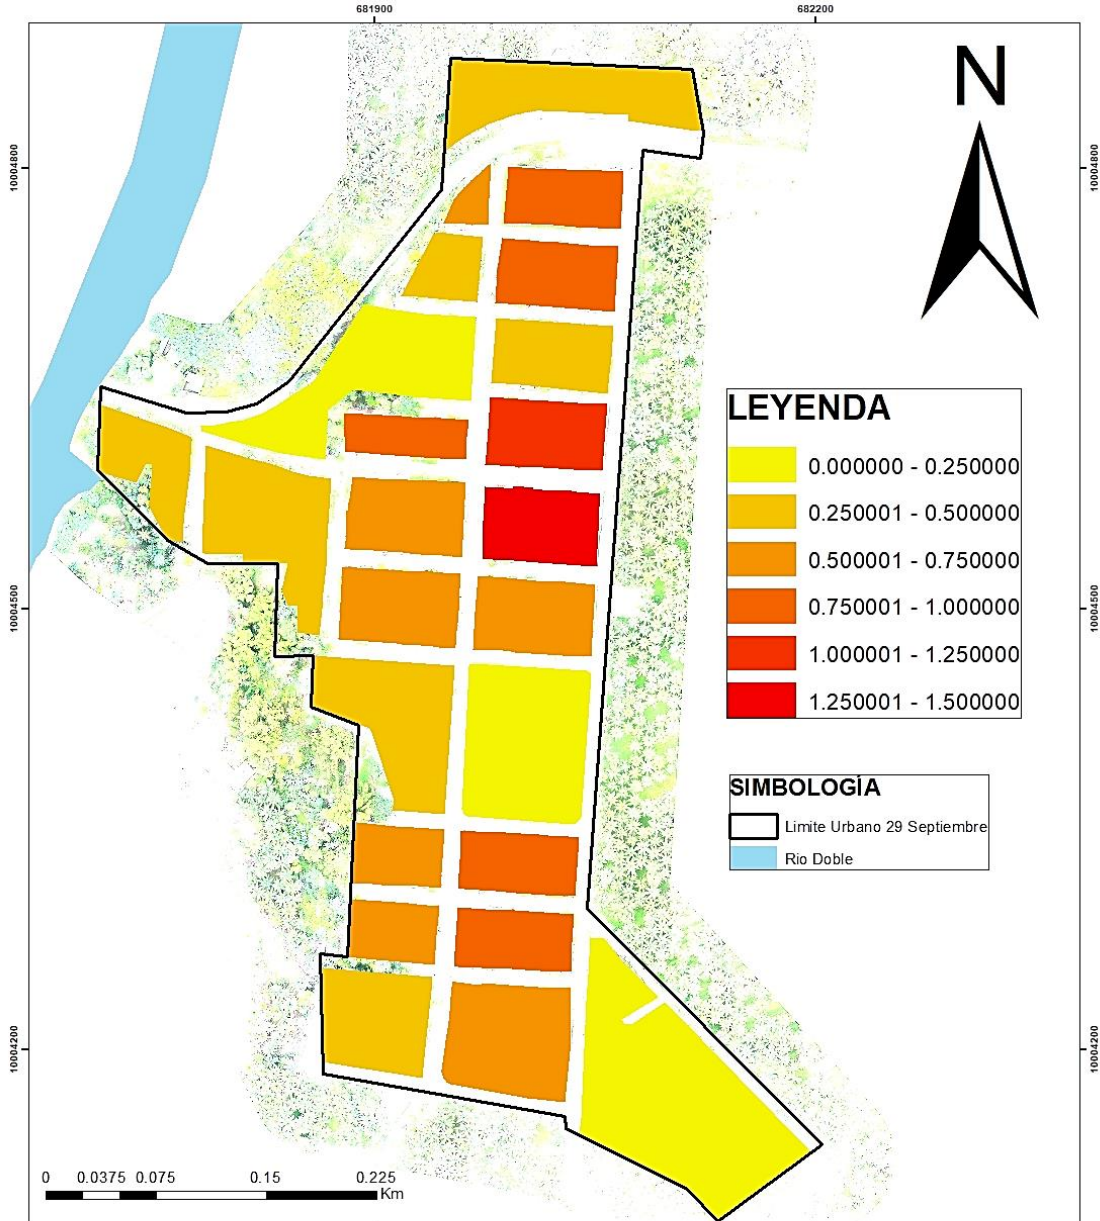 681900 682200
N
10004800 10004800
LEYENDA
0.000000 - 0.250000
0.250001 - 0.500000
0.500001 - 0.750000
0.750001 - 1.000000
1.000001 - 1.250000
1.250001 - 1.500000
10004500 10004500
SIMBOLOGÍA
Limite Urbano 29 Septiembre
Rio Doble
10004200 10004200
0 0.0375 0.075 0.15 0.225
Km